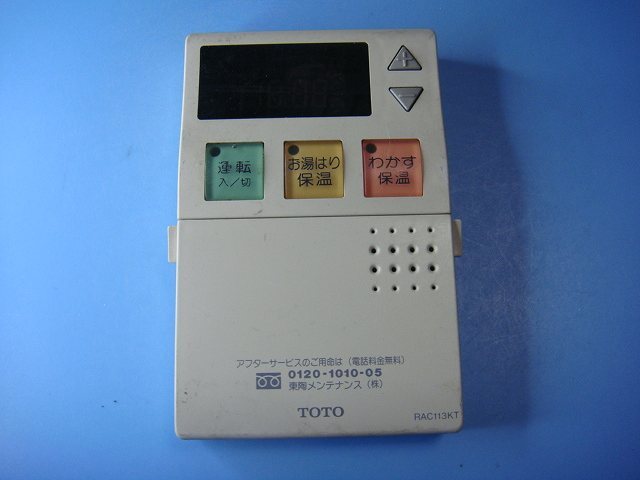 運転
入/切
お湯はり
保温
わかす
保温
アフターサービスのご用命は(電話料金無料)
0120-1010-05
東陶メンテナンス(株)
TOTO
RAC113KT